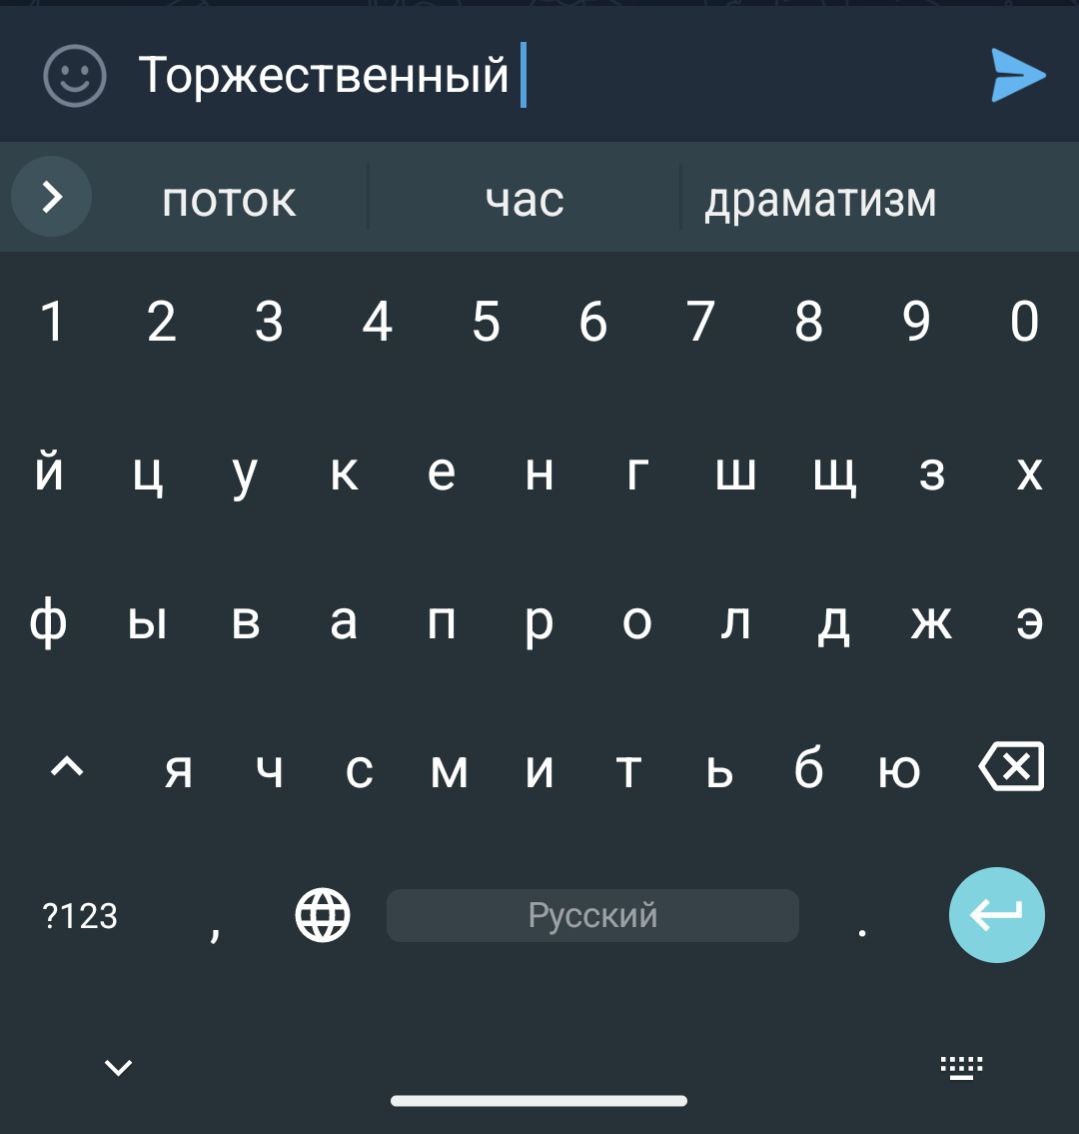 Торжественный
поток час драматизм
1 2 3 4 5 6 7 8 9 0
й ц у к е н г ш щ з х
ф ы в а п р о л д ж э
я ч с м и т ь б ю
?123 , Русский .